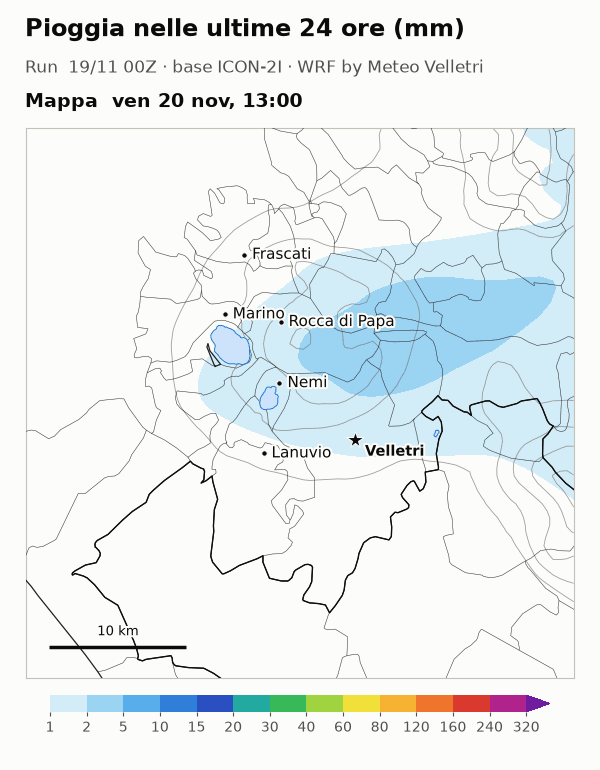 Pioggia nelle ultime 24 ore (mm)
Run  19/11 00Z · base ICON-2I · WRF by Meteo Velletri
Mappa  ven 20 nov, 13:00
Frascati
Marino
Rocca di Papa
Nemi
Velletri
Lanuvio
10 km
1 2 5 10 15 20 30 40 60 80 120 160 240 320